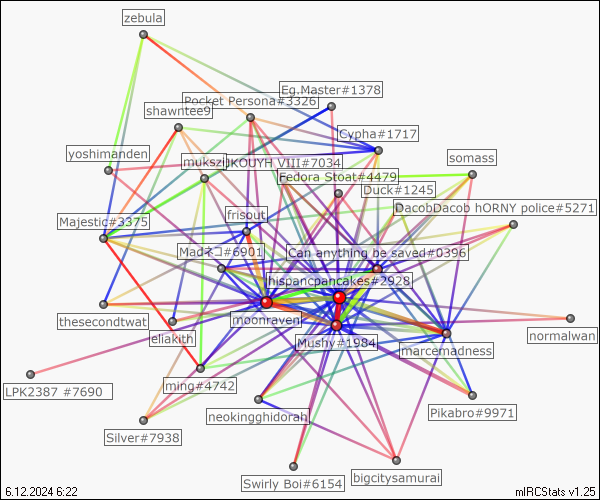 zebula
Eg.Master#1378
Pocket Persona#3326
shawntee9
Cypha#1717
yoshimanden
somass
mukszi
JKOUYH VIII#7034
Fedora Stoat#4479
Duck#1245
DacobDacob hORNY police#5271
Majestic#3375
frisout
Madネコ#6901
Can anything be saved#0396
hispancpancakes#2928
thesecondtwat
moonraven
eliakith
Mushy#1984
marcemadness
normalwan
LPK2387 #7690
ming#4742
neokingghidorah
Pikabro#9971
Silver#7938
Swirly Boi#6154
bigcitysamurai
6.12.2024 6:22
mIRCStats v1.25